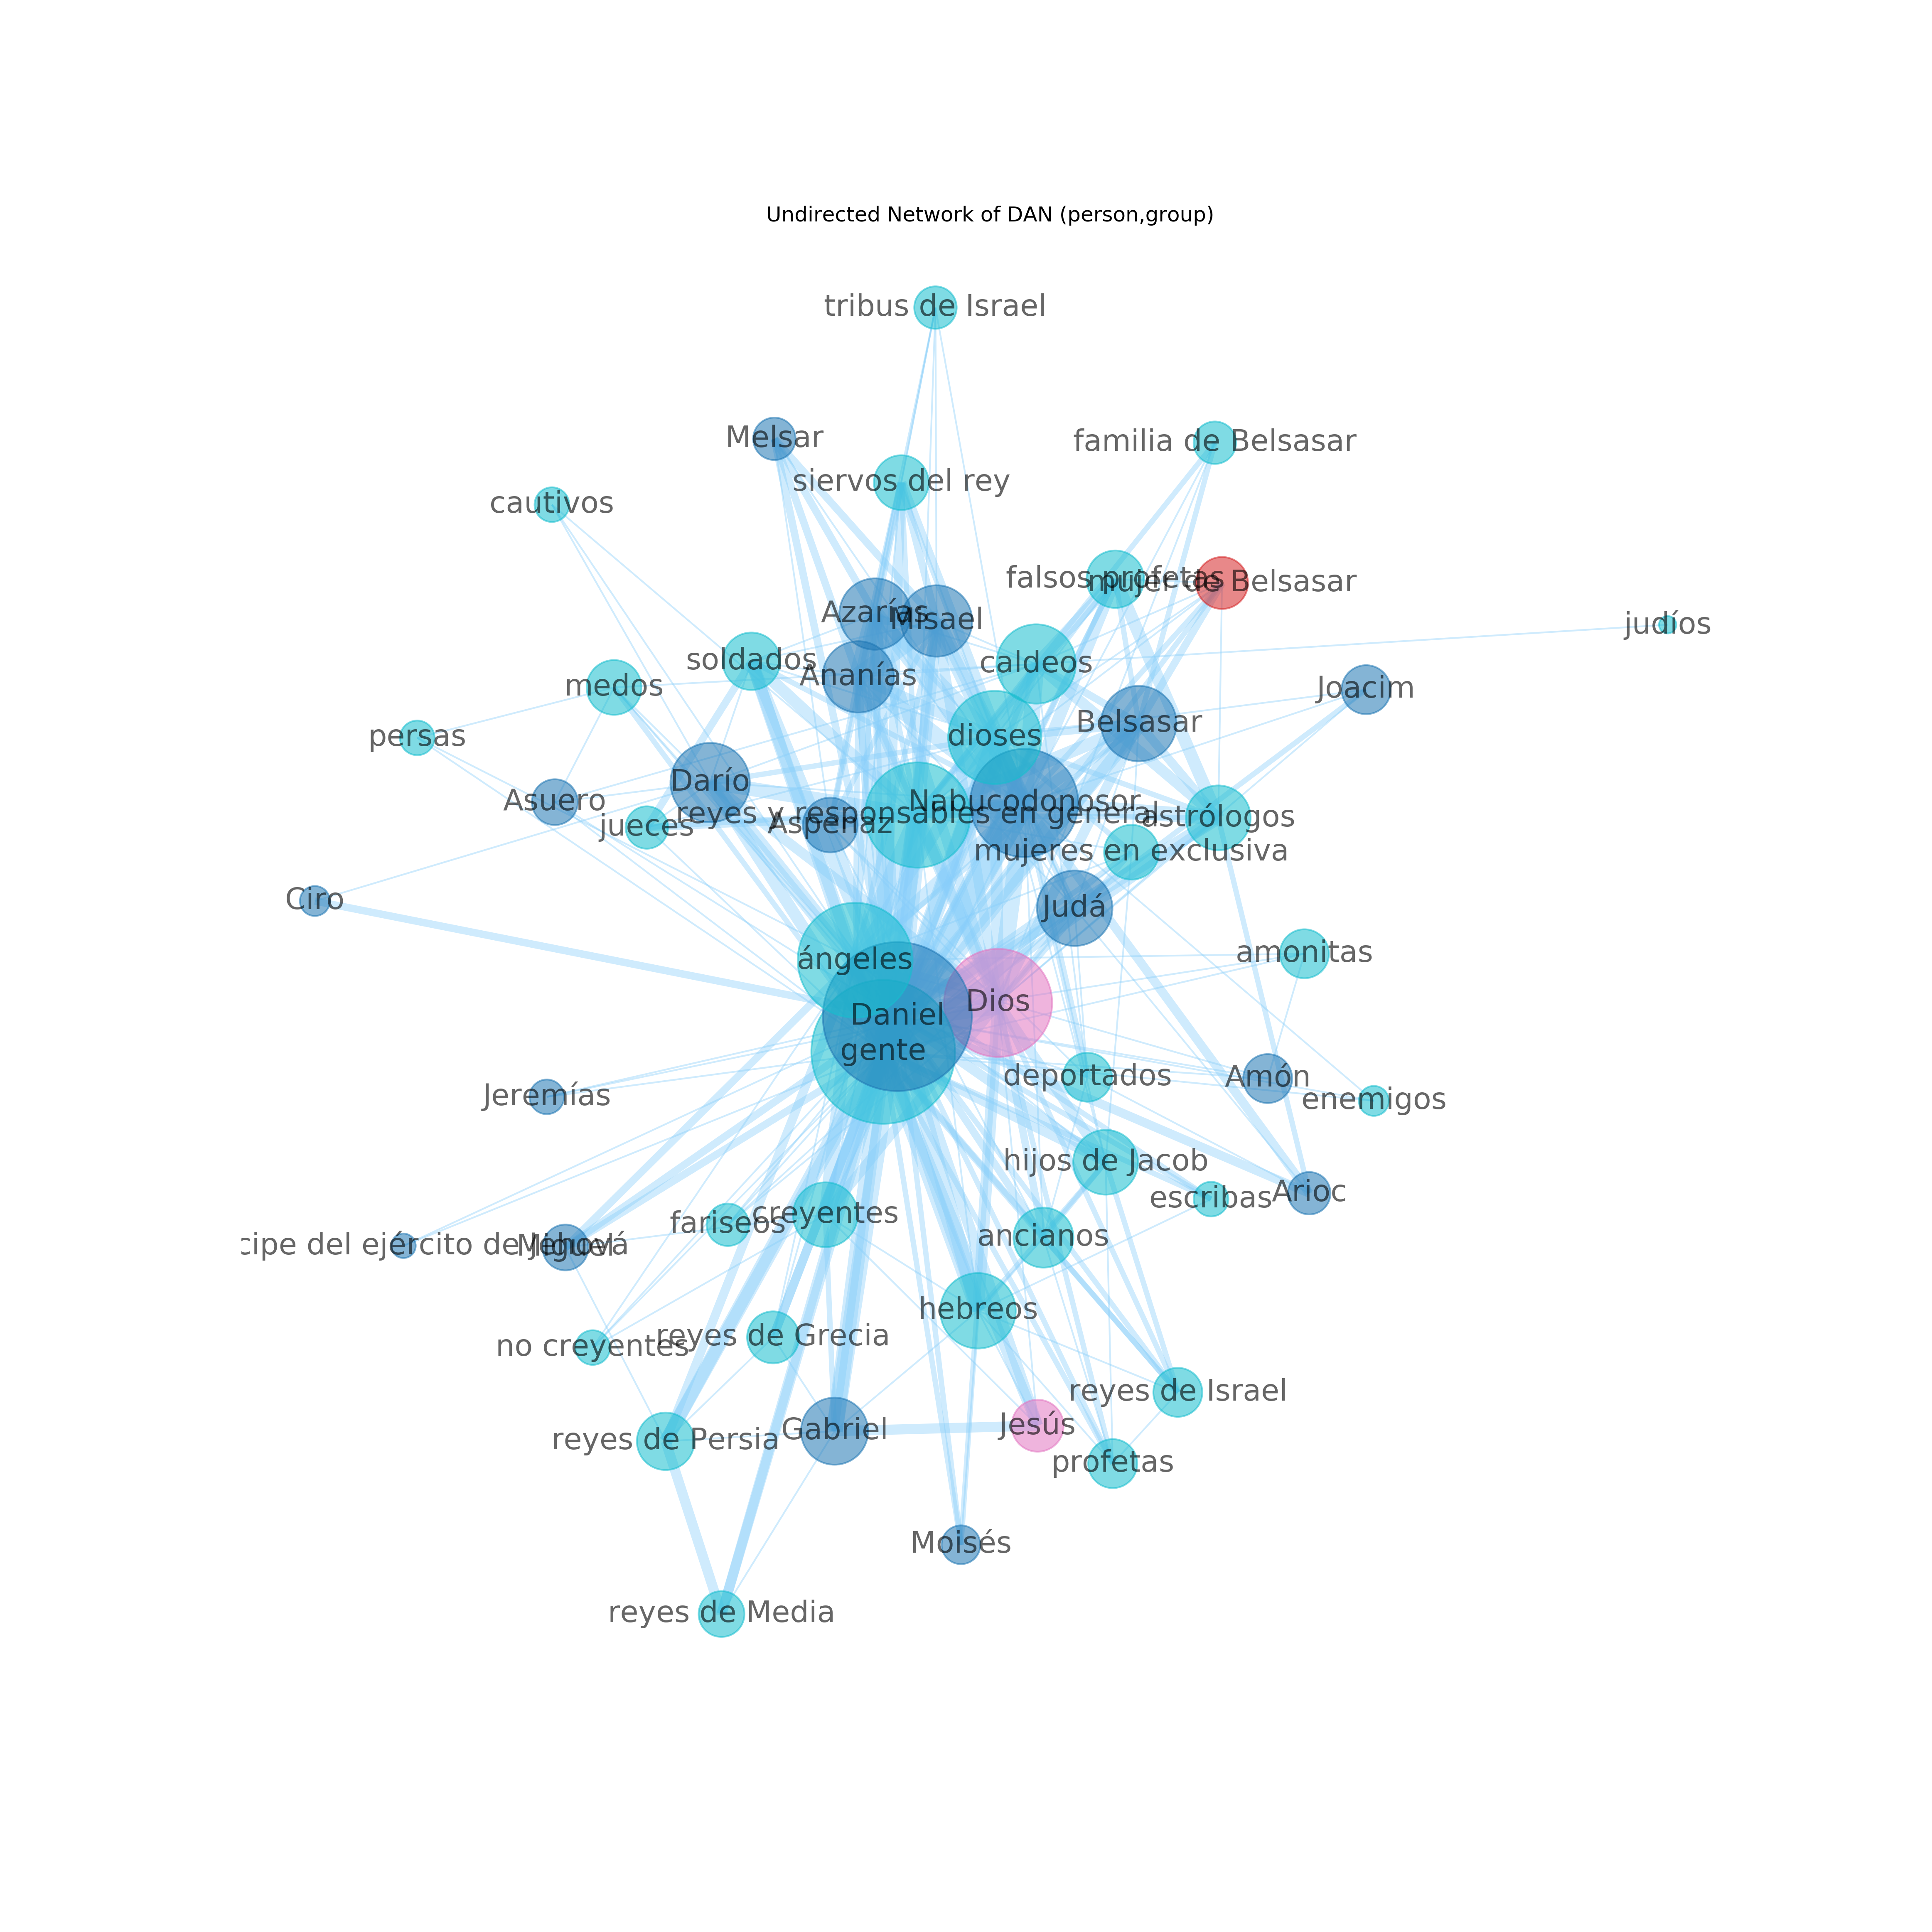 Undirected Network of DAN (person,group)
tribus de Israel
Melsar
familia de Belsasar
siervos del rey
cautivos
falsos profetas
mujer de Belsasar
Azarías
Misael
judíos
soldados
caldeos
Ananías
medos
Joacim
Belsasar
persas
dioses
Darío
Asuero
Nabucodonosor
reyes y responsables en general
astrólogos
jueces
Aspenaz
mujeres en exclusiva
Ciro
Judá
amonitas
ángeles
Dios
Daniel
gente
deportados
Amón
Jeremías
enemigos
hijos de Jacob
Arioc
escribas
creyentes
fariseos
ancianos
cipe del ejército de Jehová
Miguel
hebreos
reyes de Grecia
no creyentes
reyes de Israel
Jesús
Gabriel
reyes de Persia
profetas
Moisés
reyes de Media